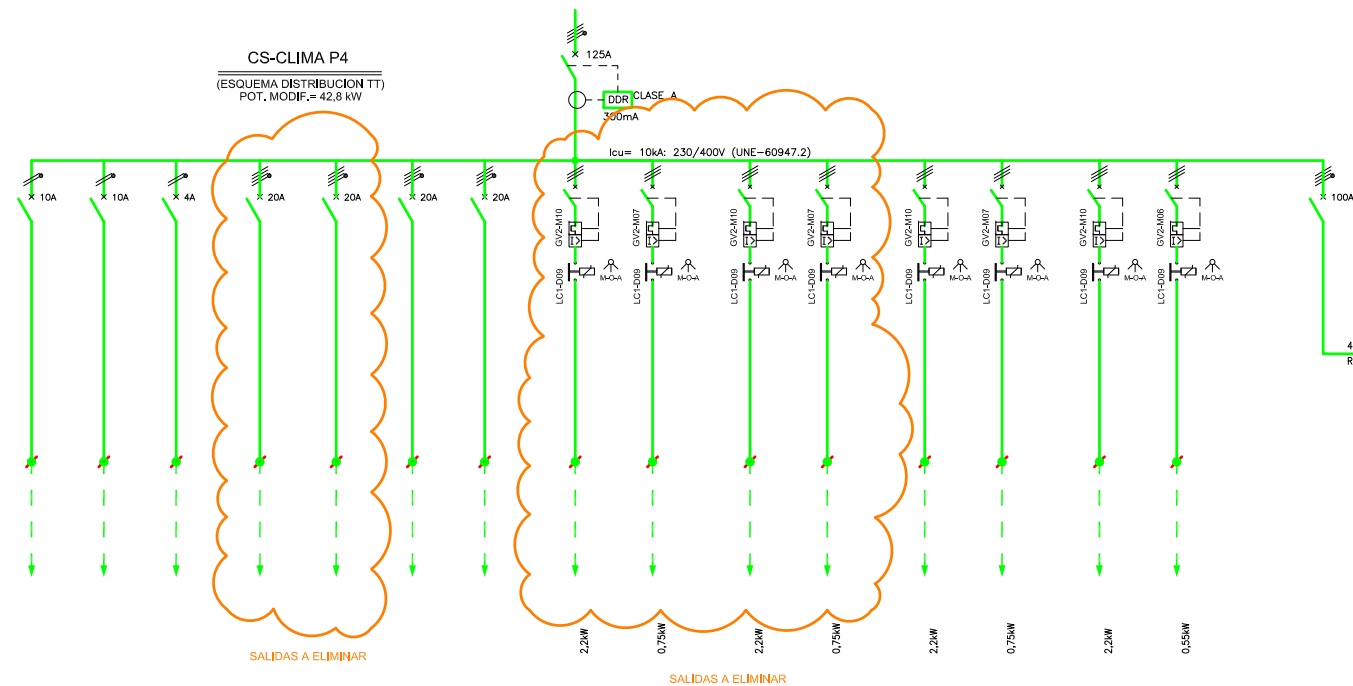 CS-CLIMA P4
(ESQUEMA DISTRIBUCION TT)
POT. MODIF.= 42,8 kW
125A
DDR
CLASE A
300mA
Icu= 10kA: 230/400V (UNE-60947.2)
10A
10A
4A
20A
20A
20A
20A
100A
GV2-M10
GV2-M07
GV2-M10
GV2-M07
GV2-M10
GV2-M07
GV2-M10
GV2-M06
LC1-D09
M-O-A
LC1-D09
M-O-A
LC1-D09
M-O-A
LC1-D09
M-O-A
LC1-D09
M-O-A
LC1-D09
M-O-A
LC1-D09
M-O-A
LC1-D09
M-O-A
4
R
2,2kW
0,75kW
2,2kW
0,75kW
2,2kW
0,75kW
2,2kW
0,55kW
SALIDAS A ELIMINAR
SALIDAS A ELIMINAR